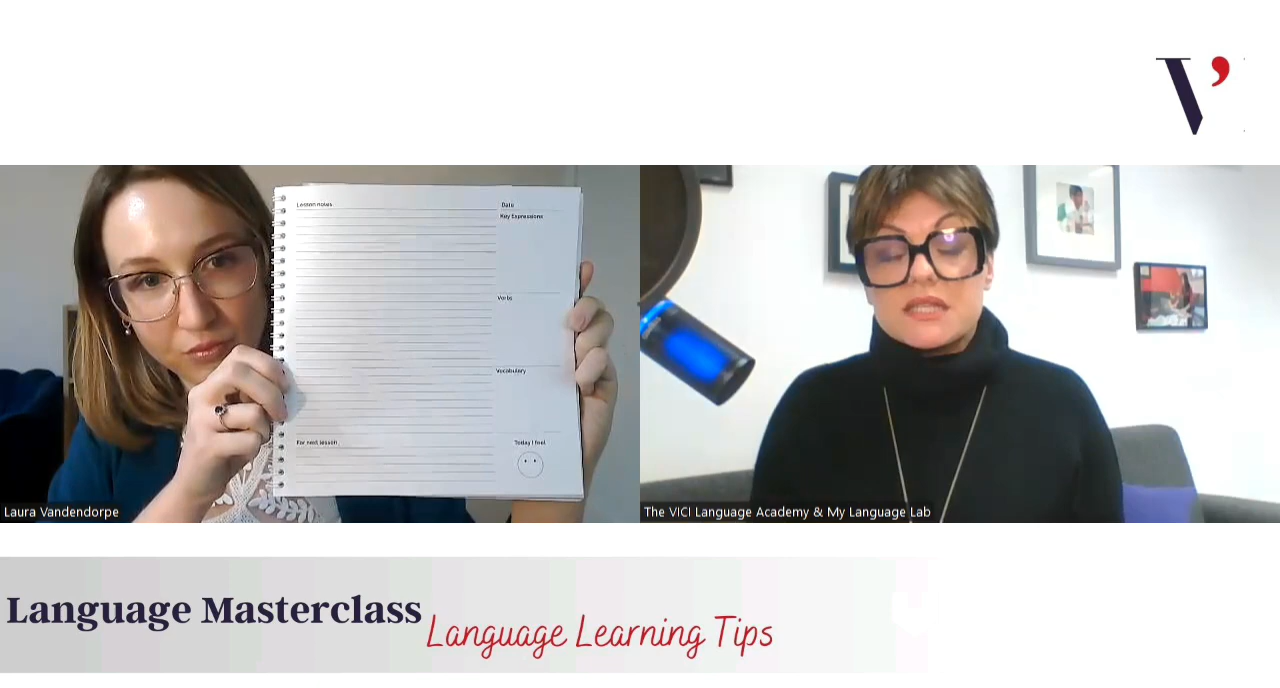 V’
Lesson notes
Date
Key Expressions
Verbs
Vocabulary
For next lesson
Today I feel
Laura Vandendorpe
The VICI Language Academy & My Language Lab
Language Masterclass
Language Learning Tips